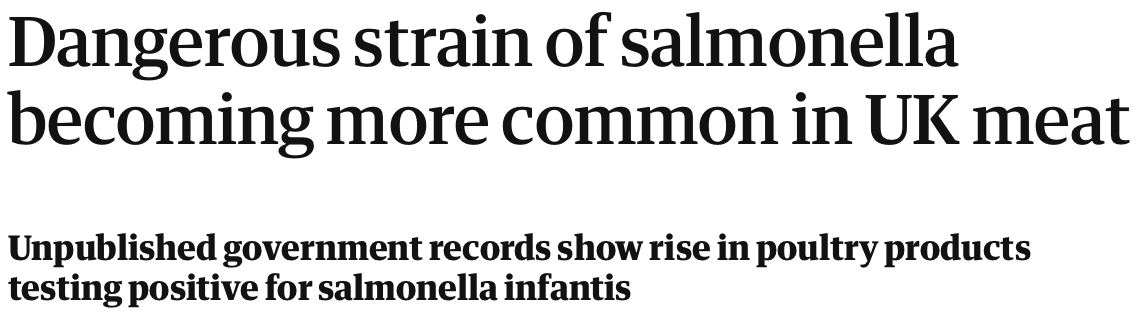 Dangerous strain of salmonella
becoming more common in UK meat
Unpublished government records show rise in poultry products
testing positive for salmonella infantis